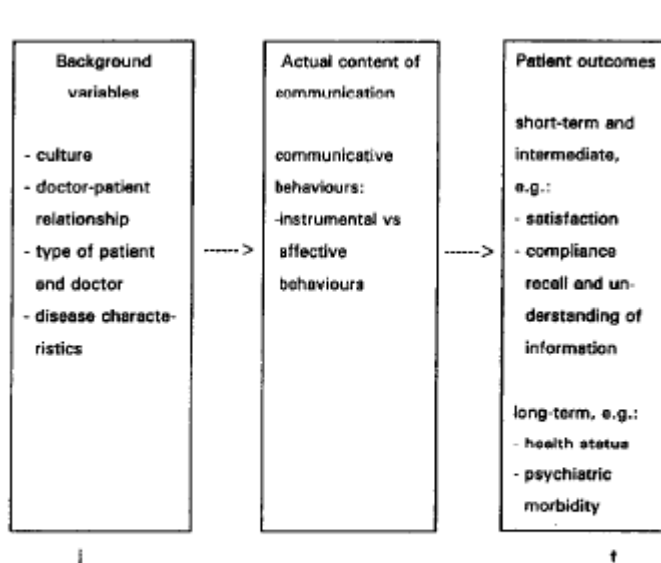 Background
variables
- culture
- doctor-patient
relationship
- type of patient
and doctor
- disease characte-
ristics
----->
Actual content of
communication
communicative
behaviours:
-instrumental vs
affective
behaviours
----->
Patient outcomes
short-term and
intermediate,
e.g.:
- satisfaction
- compliance
recall and un-
derstanding of
information
long-term, e.g.:
- health status
- psychiatric
morbidity